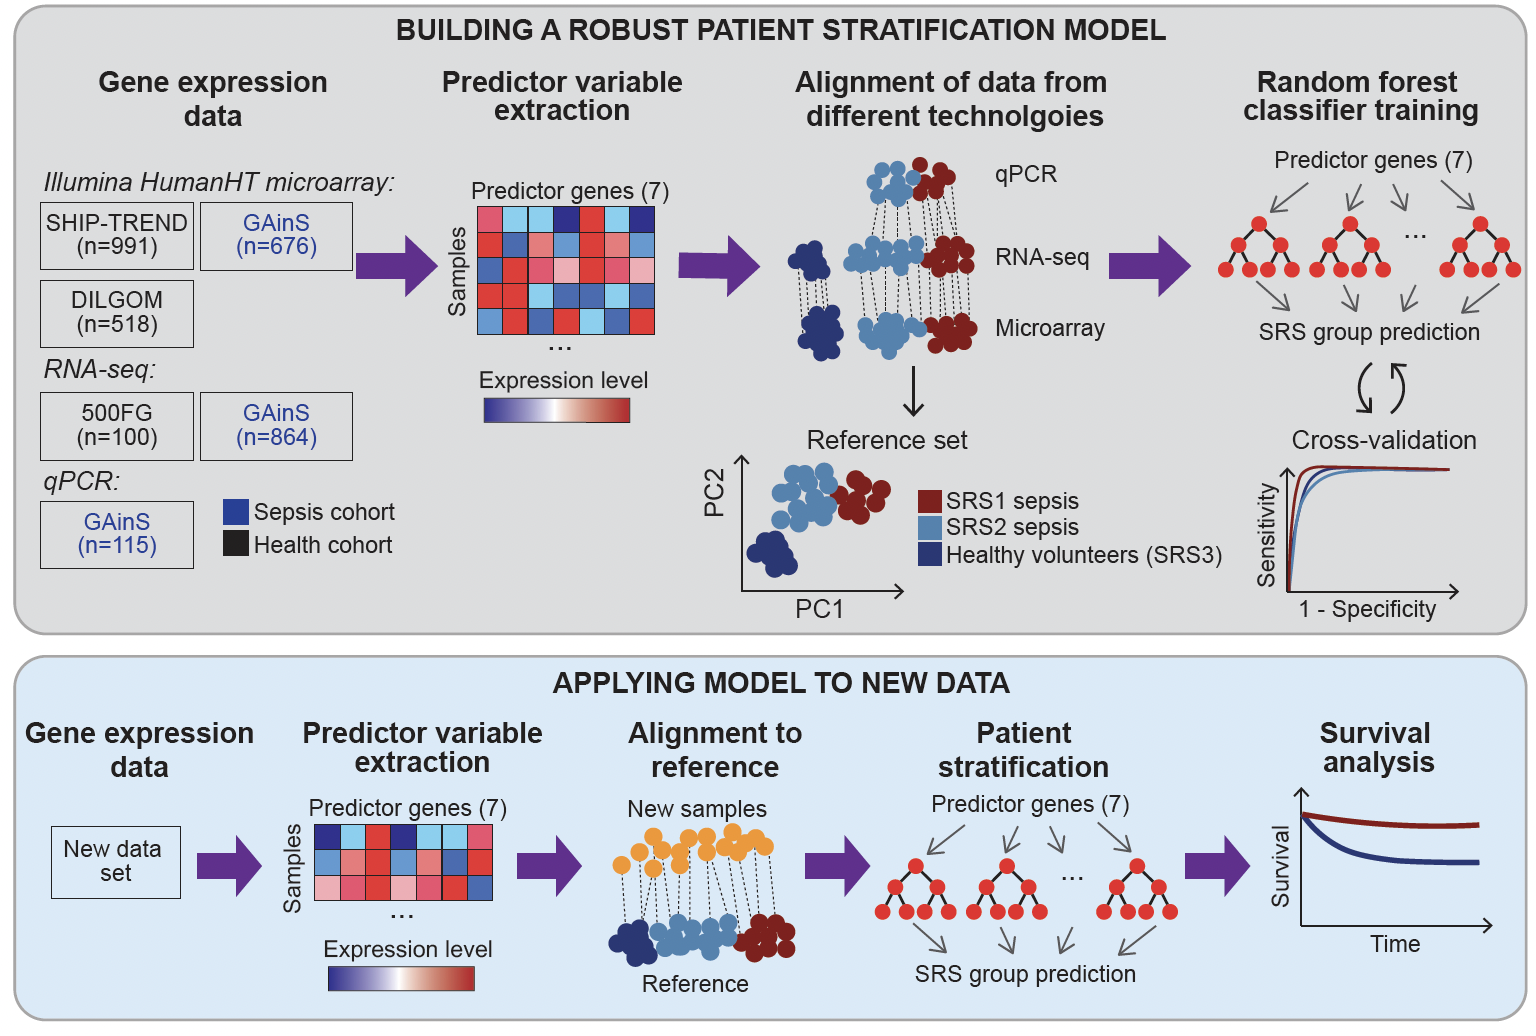 BUILDING A ROBUST PATIENT STRATIFICATION MODEL
Gene expression
data
Illumina HumanHT microarray:
SHIP-TREND
(n=991)
GAinS
(n=676)
DILGOM
(n=518)
RNA-seq:
500FG
(n=100)
GAinS
(n=864)
qPCR:
GAinS
(n=115)
Sepsis cohort
Health cohort
Predictor variable
extraction
Predictor genes (7)
Samples
...
Expression level
Alignment of data from
different technolgoies
qPCR
RNA-seq
Microarray
Reference set
PC2
PC1
SRS1 sepsis
SRS2 sepsis
Healthy volunteers (SRS3)
Random forest
classifier training
Predictor genes (7)
...
SRS group prediction
Cross-validation
Sensitivity
1 - Specificity
APPLYING MODEL TO NEW DATA
Gene expression
data
New data
set
Predictor variable
extraction
Predictor genes (7)
Samples
...
Expression level
Alignment to
reference
New samples
Reference
Patient
stratification
Predictor genes (7)
...
SRS group prediction
Survival
analysis
Survival
Time